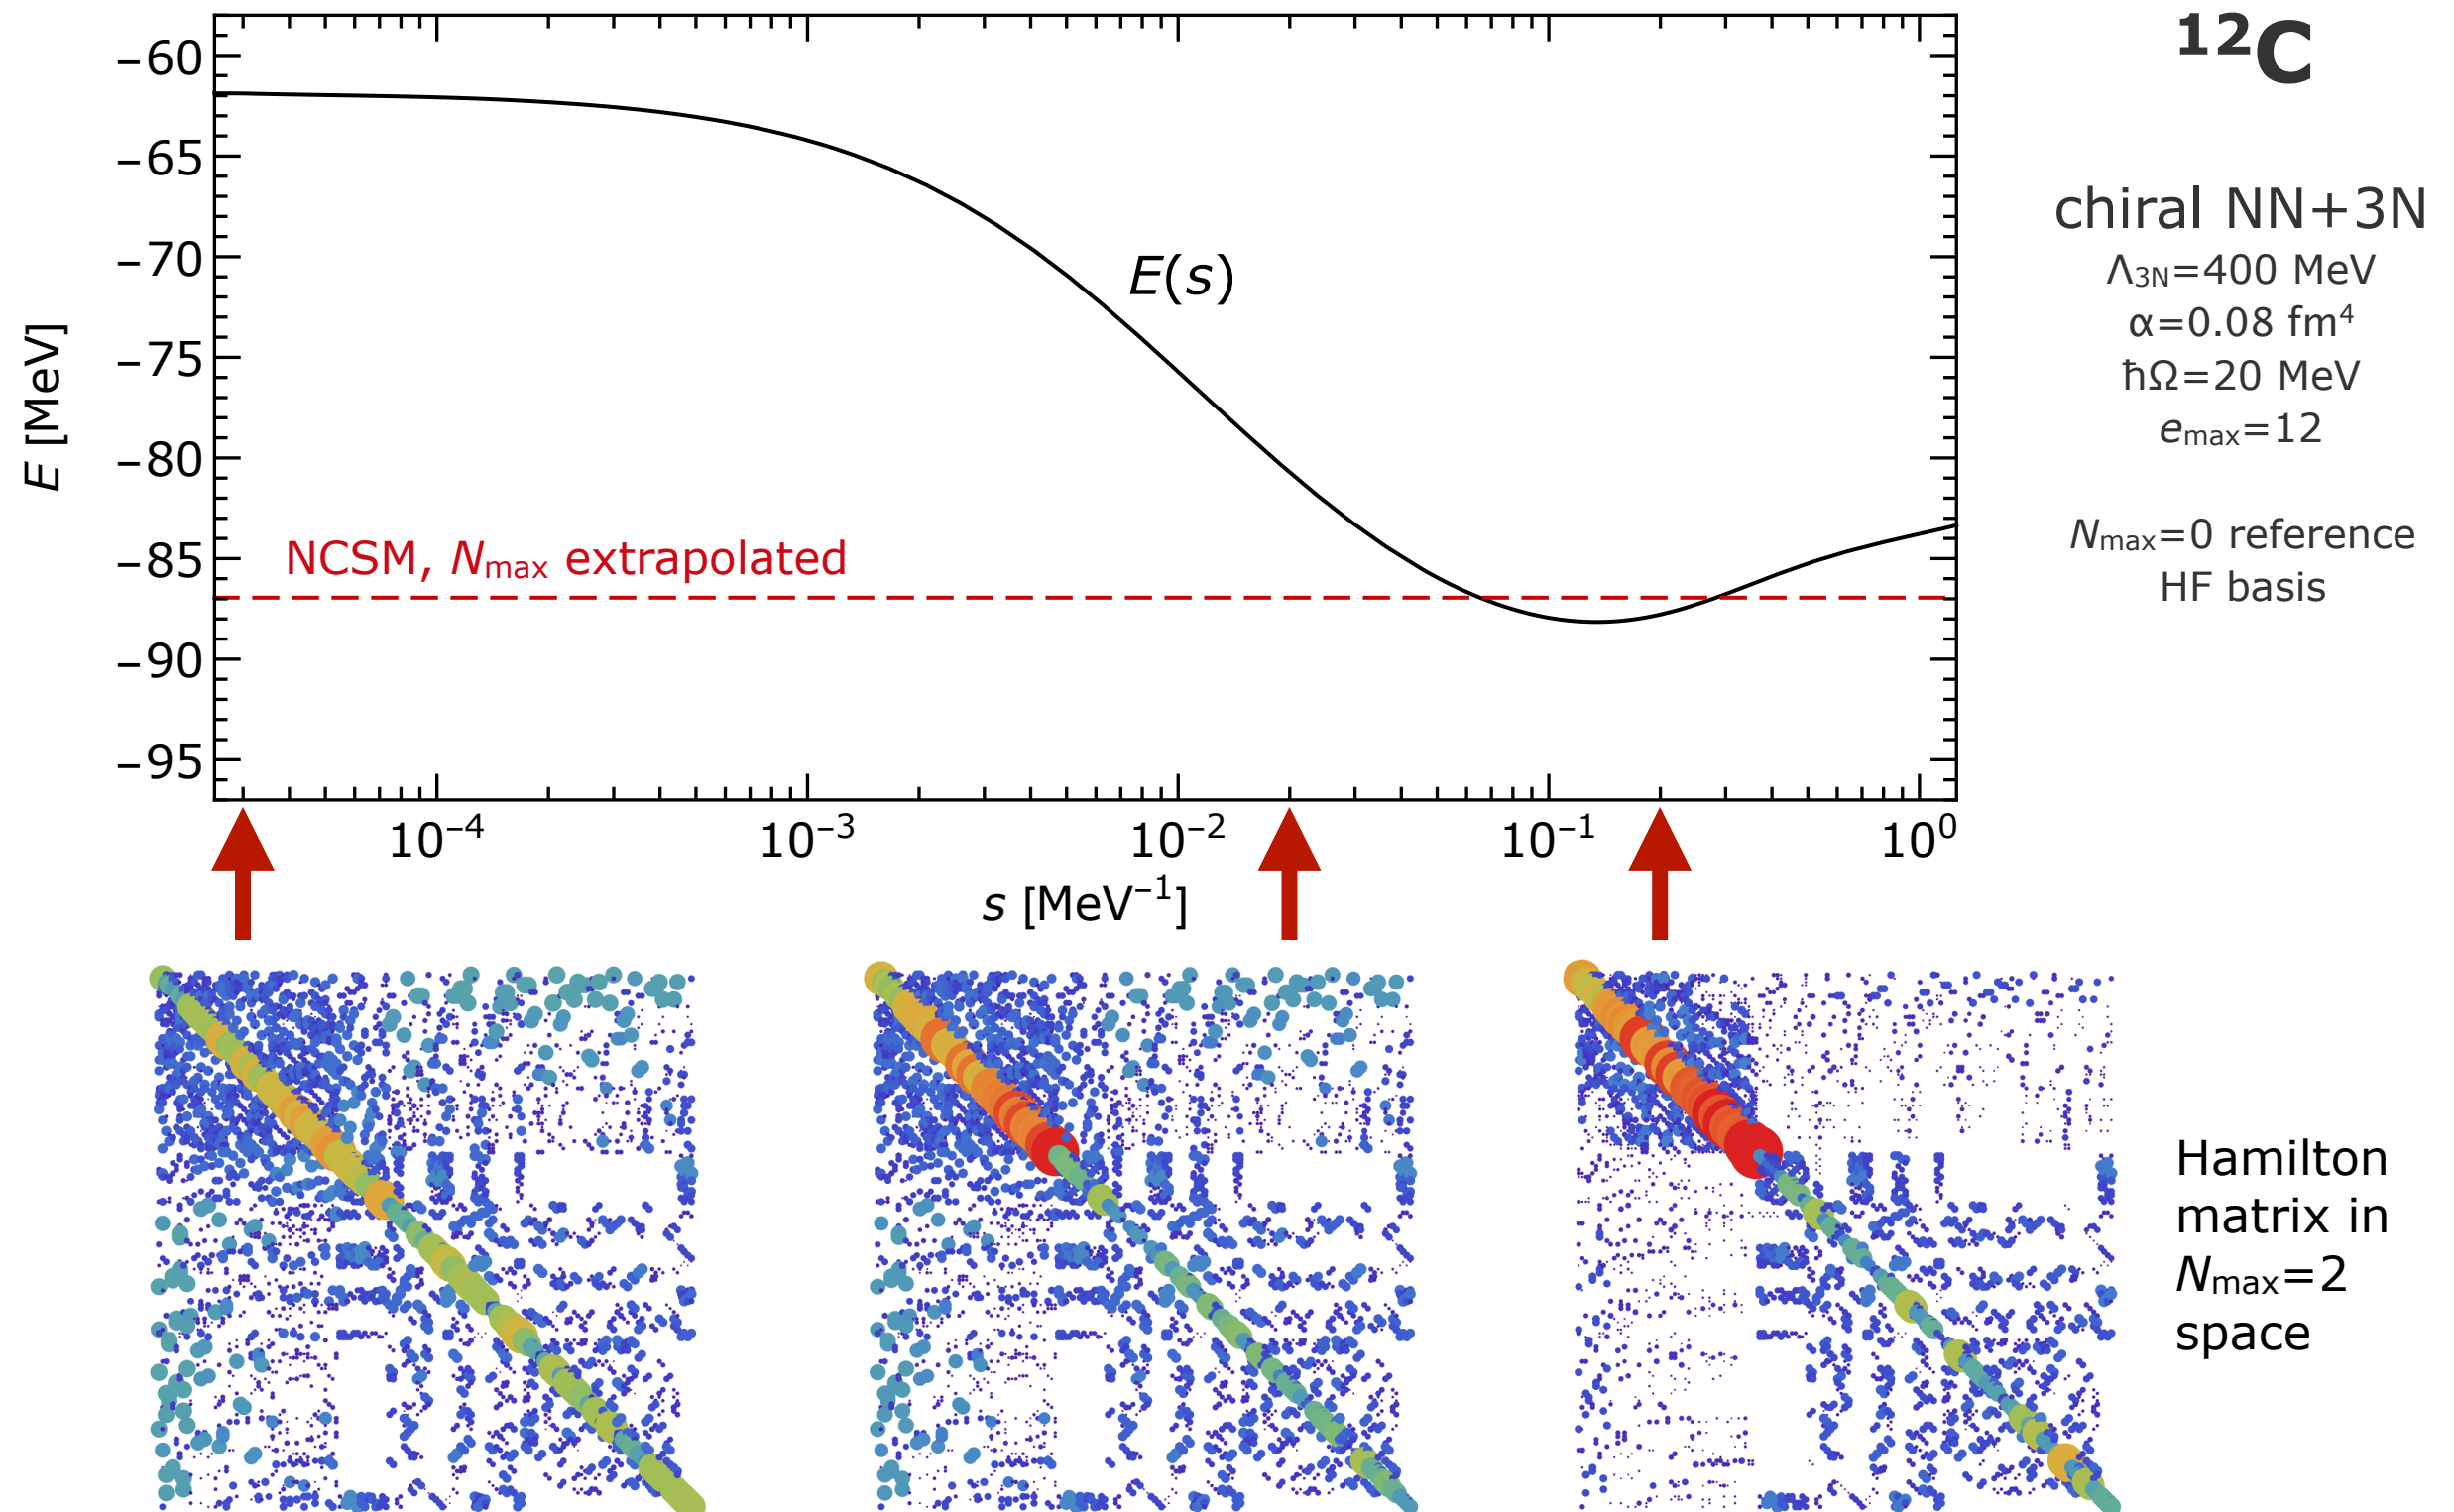 ¹²C
chiral NN+3N
Λ₃N=400 MeV
α=0.08 fm⁴
ħΩ=20 MeV
eₘₐₓ=12
Nₘₐₓ=0 reference
HF basis
E [MeV]
−60
−65
−70
−75
−80
−85
−90
−95
E(s)
NCSM, Nₘₐₓ extrapolated
10⁻⁴ 10⁻³ 10⁻² 10⁻¹ 10⁰
s [MeV⁻¹]
Hamilton
matrix in
Nₘₐₓ=2
space